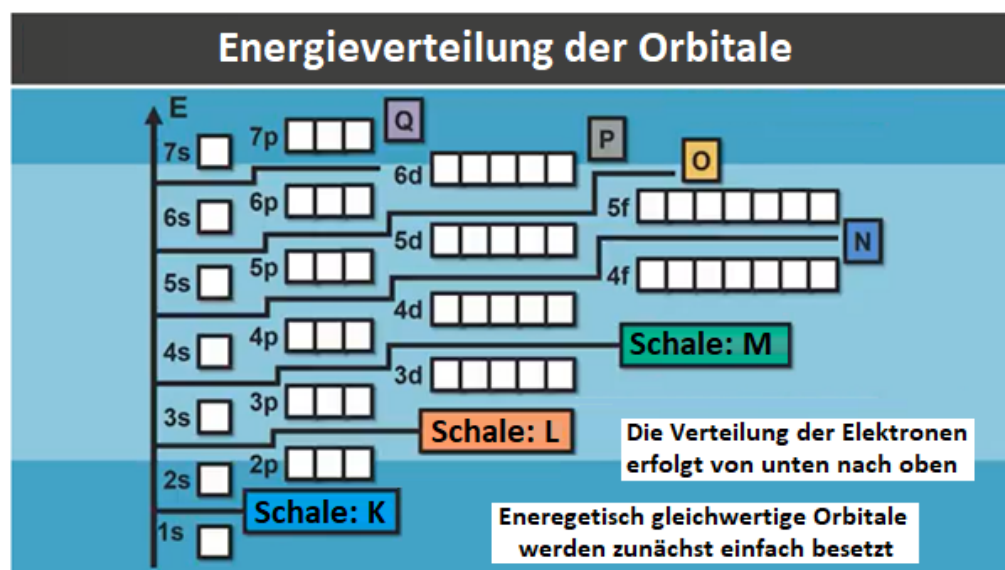 Energieverteilung der Orbitale
E
7s 7p Q
6d P O
6s 6p 5f
5d N
5s 5p 4f
4d
4s 4p Schale: M
3d
3s 3p Schale: L
Die Verteilung der Elektronen
erfolgt von unten nach oben
2s 2p
Schale: K
1s
Eneregetisch gleichwertige Orbitale
werden zunächst einfach besetzt